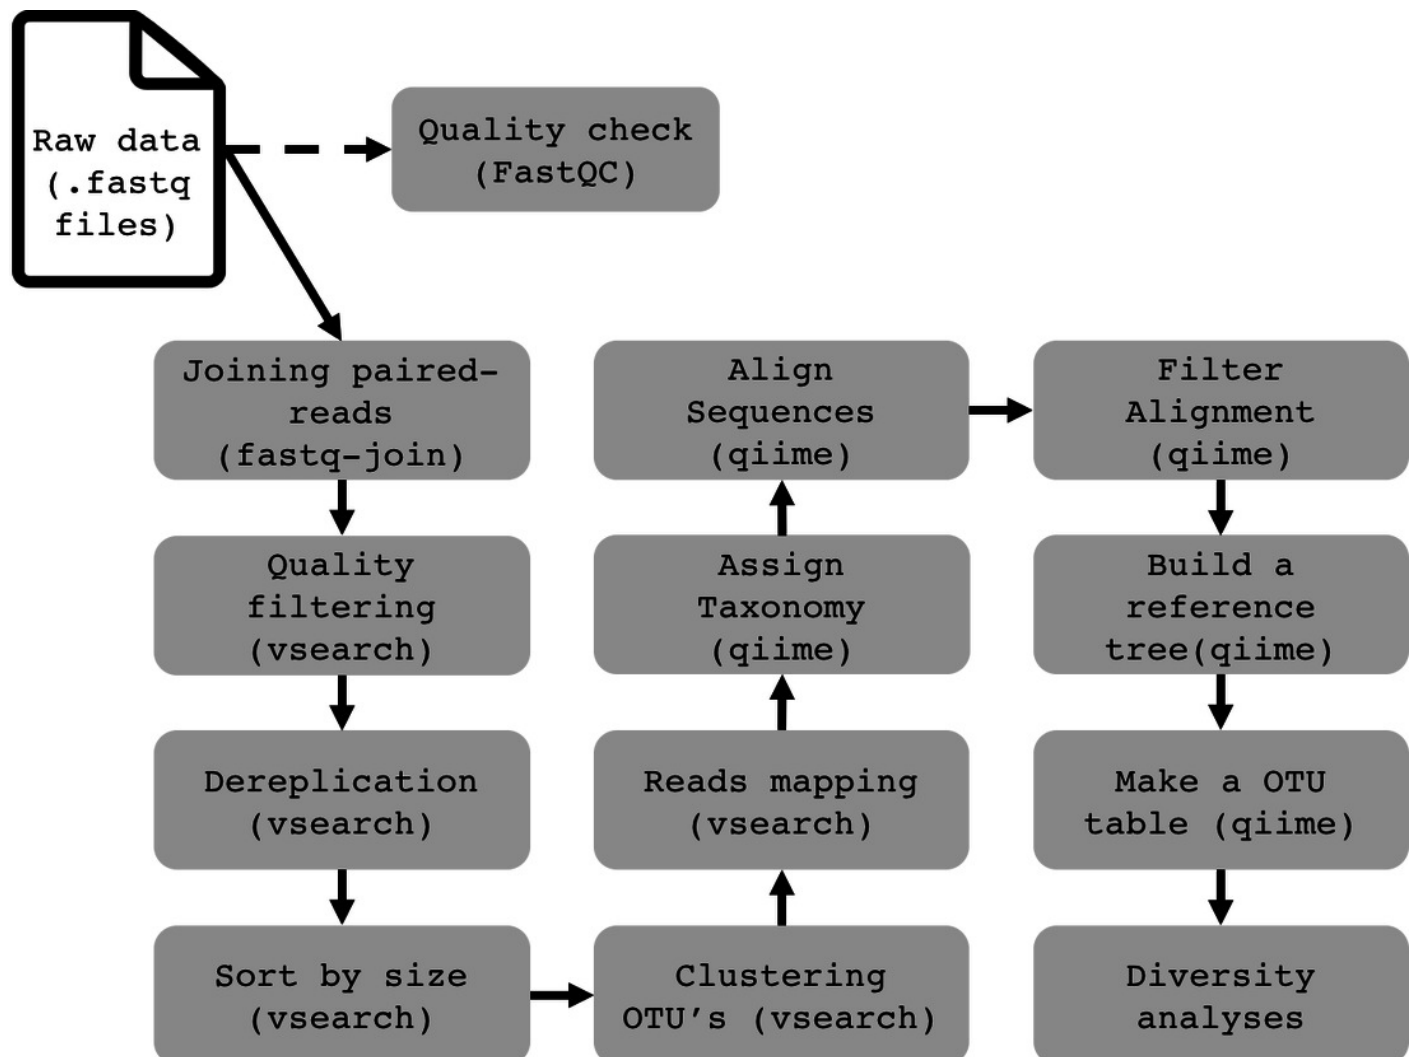 Raw data
(.fastq
files)
Quality check
(FastQC)
Joining paired-
reads
(fastq-join)
Quality
filtering
(vsearch)
Dereplication
(vsearch)
Sort by size
(vsearch)
Clustering
OTU’s (vsearch)
Reads mapping
(vsearch)
Assign
Taxonomy
(qiime)
Align
Sequences
(qiime)
Filter
Alignment
(qiime)
Build a
reference
tree(qiime)
Make a OTU
table (qiime)
Diversity
analyses